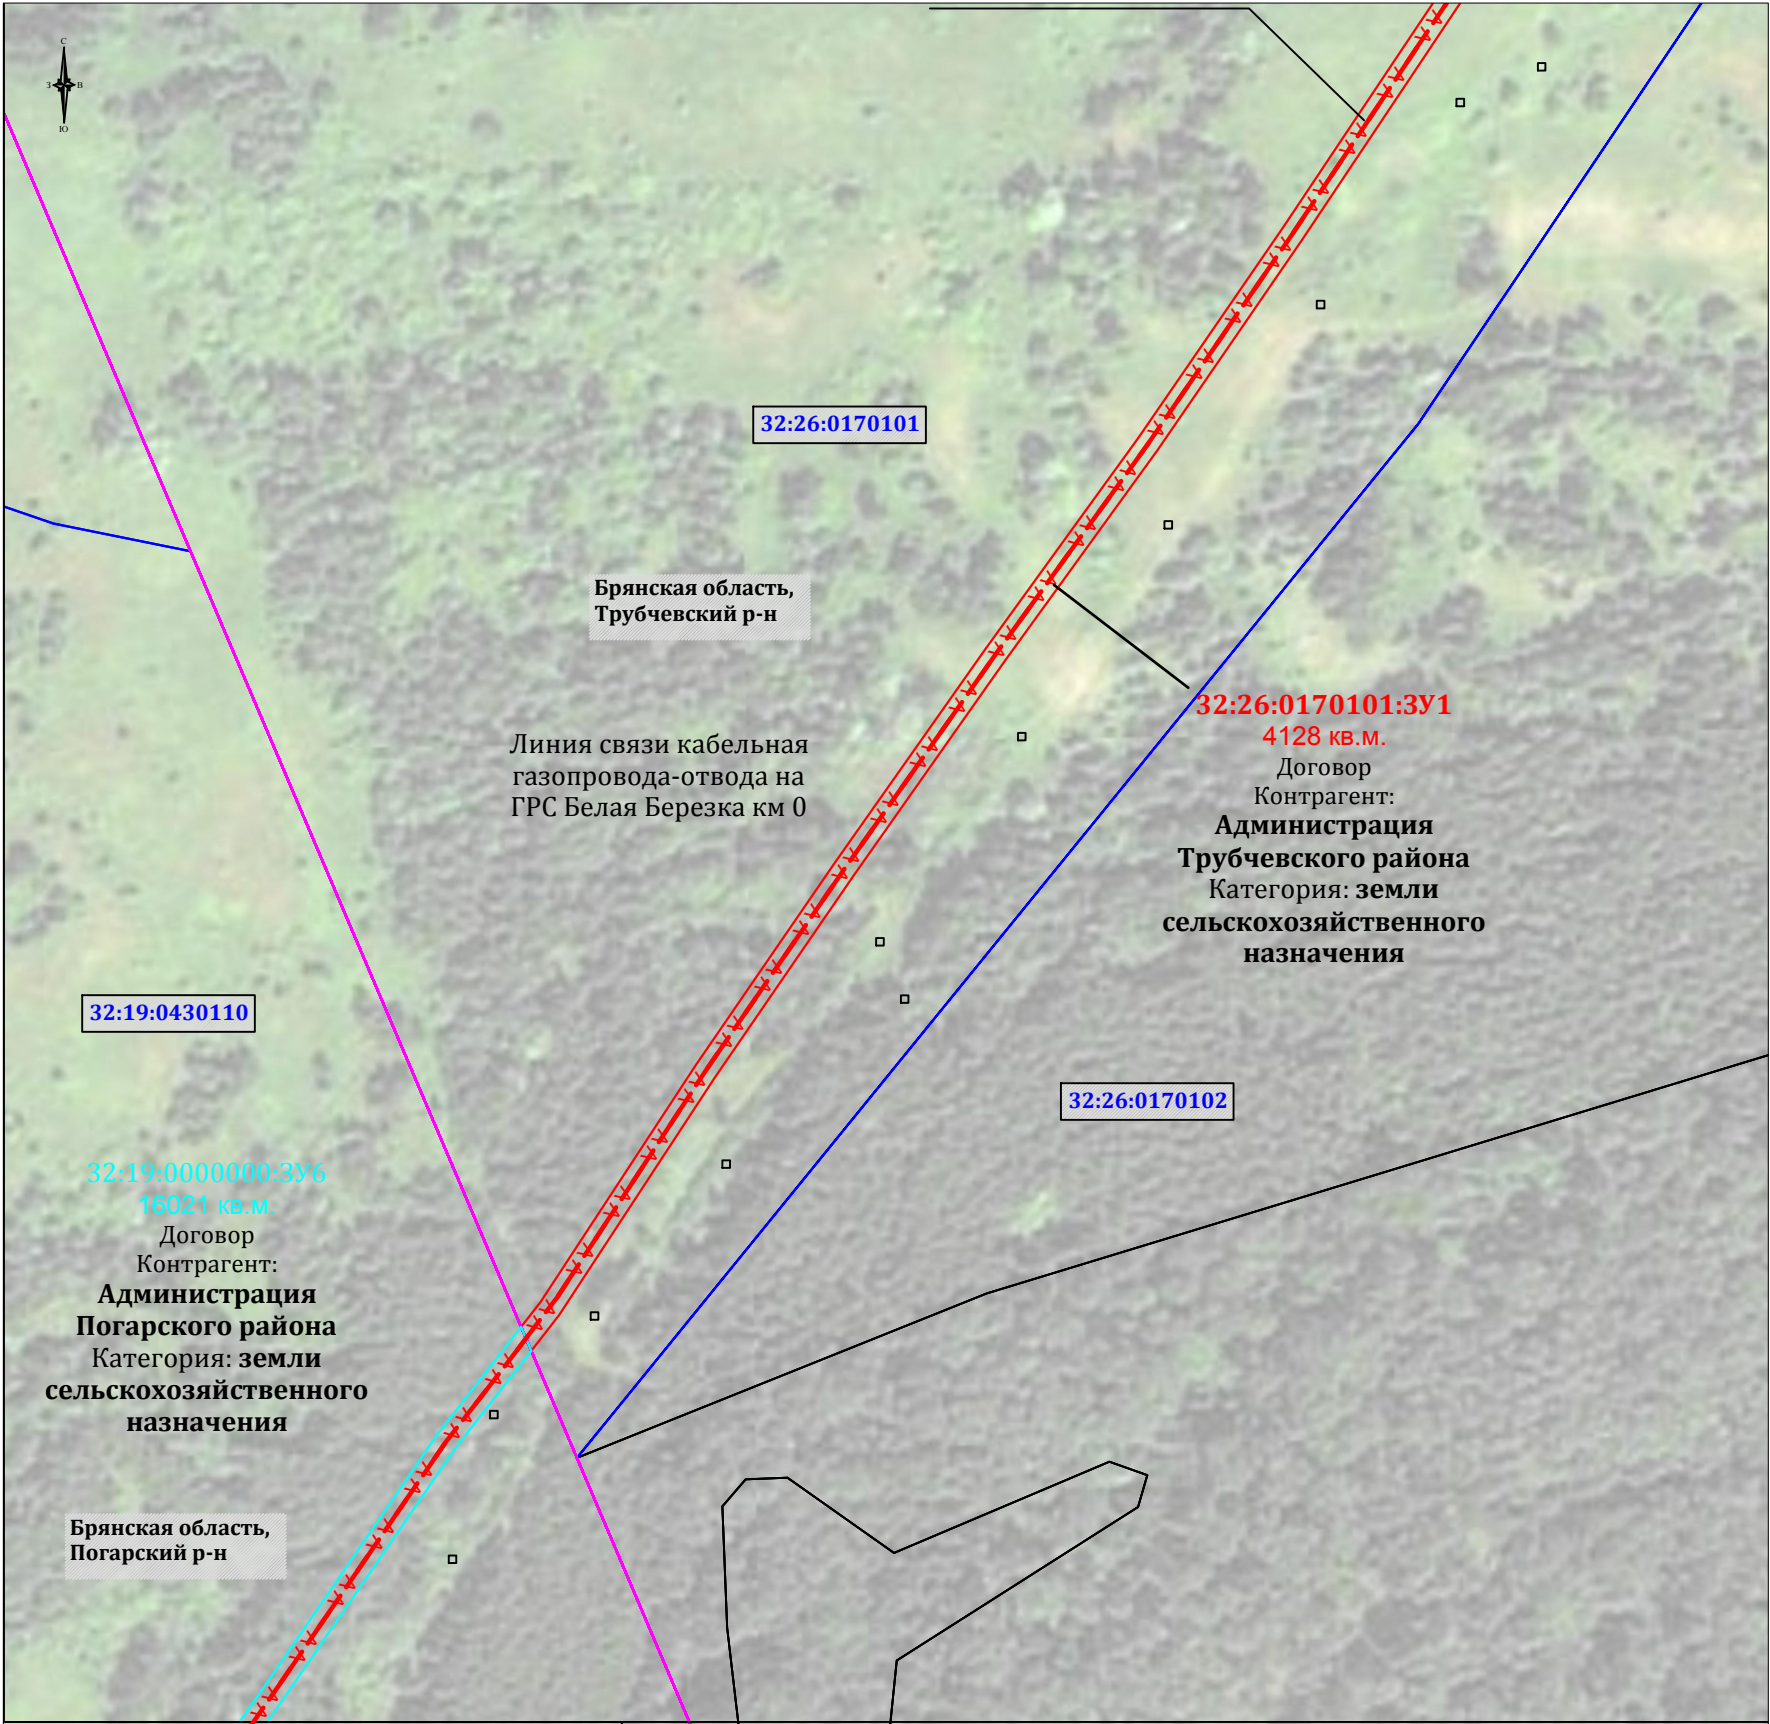 С
З
В
Ю
32:26:0170101
Брянская область,
Трубчевский р-н
32:26:0170101:ЗУ1
4128 кв.м.
Договор
Контрагент:
Администрация
Трубчевского района
Категория: земли
сельскохозяйственного
назначения
Линия связи кабельная
газопровода-отвода на
ГРС Белая Березка км 0
32:19:0430110
32:26:0170102
32:19:0000000:ЗУ6
16021 кв.м.
Договор
Контрагент:
Администрация
Погарского района
Категория: земли
сельскохозяйственного
назначения
Брянская область,
Погарский р-н